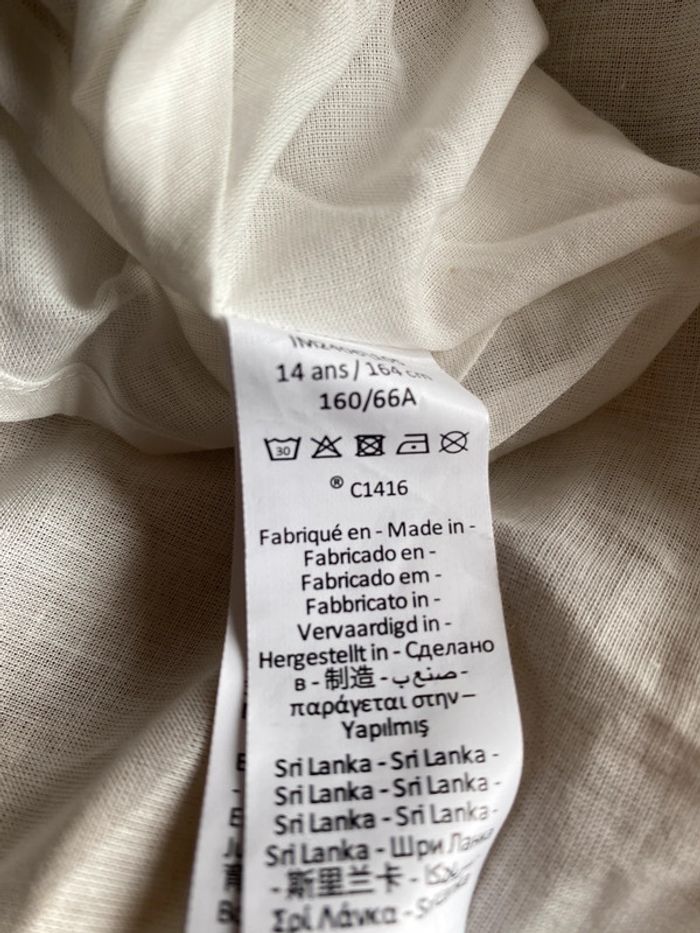 14 ans / 164 cm
160/66A
30
® C1416
Fabriqué en - Made in -
Fabricado en -
Fabricado em -
Fabbricato in -
Vervaardigd in -
Hergestellt in - Сделано
в - 制造 - صنع ب-
παράγεται στην –
Yapılmış
Sri Lanka - Sri Lanka -
Sri Lanka - Sri Lanka -
Sri Lanka - Sri Lanka-
Sri Lanka - Шри Ланка
- 斯里兰卡 -
Σρί Λάνκα -